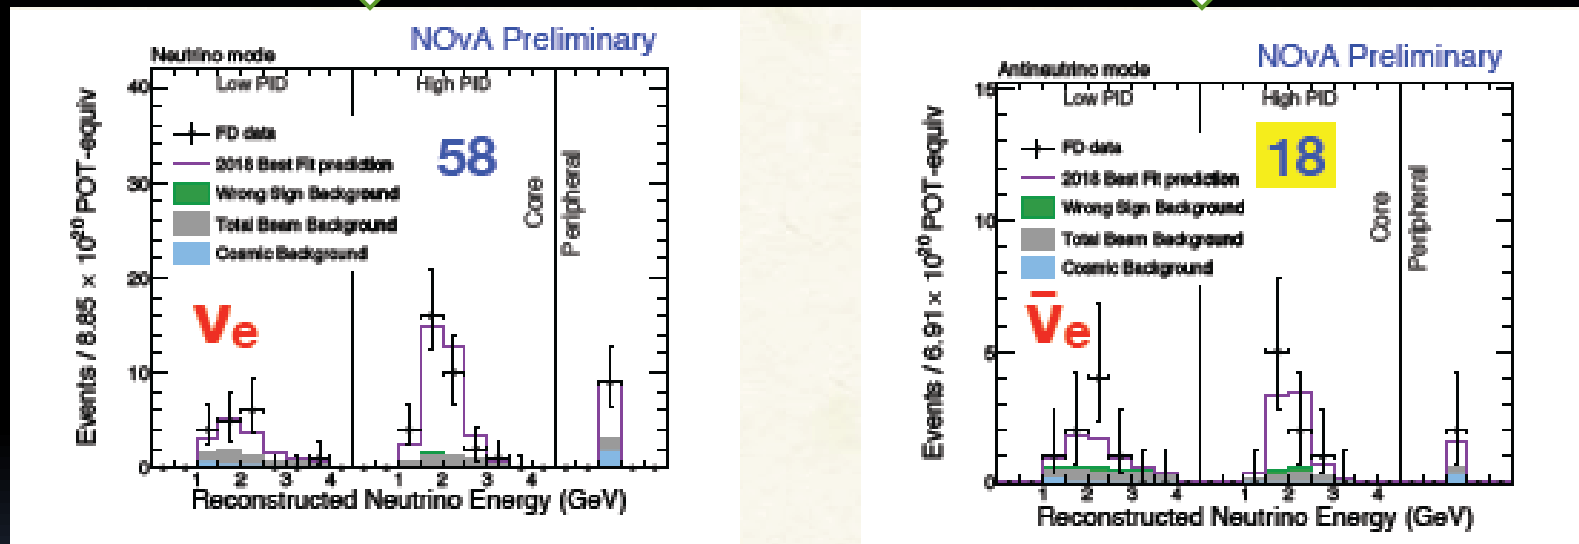 NOvA Preliminary
Neutrino mode
Low PID
High PID
40
30
20
10
0
FD data
2018 Best Fit prediction
Wrong Sign Background
Total Beam Background
Cosmic Background
58
Core
Peripheral
νe
Events / 8.85 × 10²⁰ POT-equiv
1 2 3 4 1 2 3 4
Reconstructed Neutrino Energy (GeV)
NOvA Preliminary
Antineutrino mode
Low PID
High PID
15
10
5
0
FD data
2018 Best Fit prediction
Wrong Sign Background
Total Beam Background
Cosmic Background
18
Core
Peripheral
ν̄e
Events / 6.91 × 10²⁰ POT-equiv
1 2 3 4 1 2 3 4
Reconstructed Neutrino Energy (GeV)